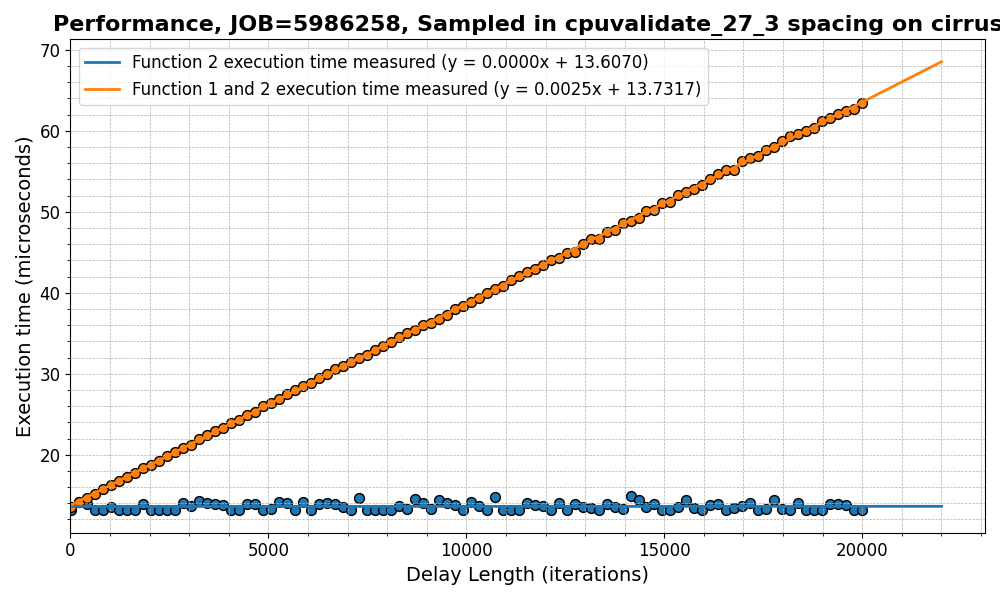 Performance, JOB=5986258, Sampled in cpuvalidate_27_3 spacing on cirrus
Function 2 execution time measured (y = 0.0000x + 13.6070)
Function 1 and 2 execution time measured (y = 0.0025x + 13.7317)
Execution time (microseconds)
70
60
50
40
30
20
0 5000 10000 15000 20000
Delay Length (iterations)